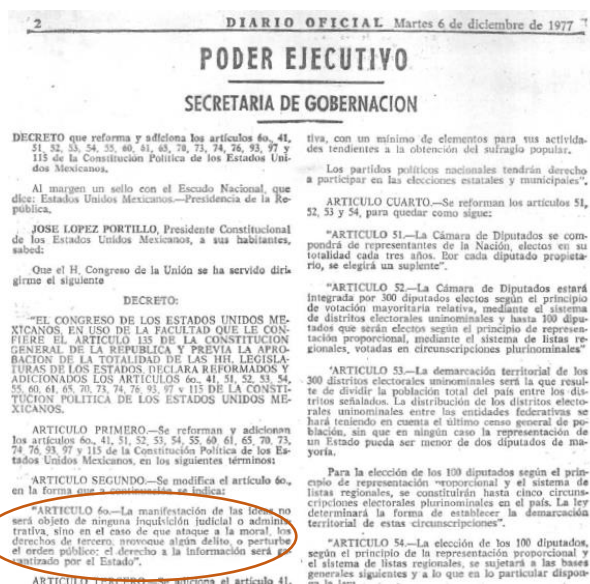 2
DIARIO OFICIAL Martes 6 de diciembre de 1977
PODER EJECUTIVO
SECRETARIA DE GOBERNACION
DECRETO que reforma y adiciona los artículos 6o., 41,
51, 52, 53, 54, 55, 60, 61, 65, 70, 73, 74, 76, 93, 97 y
115 de la Constitución Política de los Estados Uni-
dos Mexicanos.
Al margen un sello con el Escudo Nacional, que
dice: Estados Unidos Mexicanos.—Presidencia de la Re-
pública.
JOSE LOPEZ PORTILLO, Presidente Constitucional
de los Estados Unidos Mexicanos, a sus habitantes,
sabed:
Que el H. Congreso de la Unión se ha servido diri-
girme el siguiente
DECRETO:
"EL CONGRESO DE LOS ESTADOS UNIDOS ME-
XICANOS, EN USO DE LA FACULTAD QUE LE CON-
FIERE EL ARTICULO 135 DE LA CONSTITUCION
GENERAL DE LA REPUBLICA Y PREVIA LA APRO-
BACION DE LA TOTALIDAD DE LAS HH. LEGISLA-
TURAS DE LOS ESTADOS, DECLARA REFORMADOS Y
ADICIONADOS LOS ARTICULOS 6o., 41, 51, 52, 53, 54,
55, 60, 61, 65, 70, 73, 74, 76, 93, 97 y 115 DE LA CONSTI-
TUCION POLITICA DE LOS ESTADOS UNIDOS ME-
XICANOS.
ARTICULO PRIMERO.—Se reforman y adicionan
los artículos 6o., 41, 51, 52, 53, 54, 55, 60, 61, 65, 70, 73,
74, 76, 93, 97 y 115 de la Constitución Política de los Es-
tados Unidos Mexicanos, en los siguientes términos:
ARTICULO SEGUNDO.—Se modifica el artículo 6o.,
en la forma que a continuación se indica:
"ARTICULO 6o.—La manifestación de las ideas no
será objeto de ninguna inquisición judicial o adminis-
trativa, sino en el caso de que ataque a la moral, los
derechos de tercero, provoque algún delito, o perturbe
el orden público; el derecho a la información será ga-
rantizado por el Estado".
ARTICULO TERCERO.—Se adiciona el artículo 41,
tiva, con un mínimo de elementos para sus activida-
des tendientes a la obtención del sufragio popular.
Los partidos políticos nacionales tendrán derecho
a participar en las elecciones estatales y municipales".
ARTICULO CUARTO.—Se reforman los artículos 51,
52, 53 y 54, para quedar como sigue:
"ARTICULO 51.—La Cámara de Diputados se com-
pondrá de representantes de la Nación, electos en su
totalidad cada tres años. Por cada diputado propieta-
rio, se elegirá un suplente".
"ARTICULO 52.—La Cámara de Diputados estará
integrada por 300 diputados electos según el principio
de votación mayoritaria relativa, mediante el sistema
de distritos electorales uninominales y hasta 100 dipu-
tados que serán electos según el principio de represen-
tación proporcional, mediante el sistema de listas re-
gionales, votadas en circunscripciones plurinominales"
"ARTICULO 53.—La demarcación territorial de los
300 distritos electorales uninominales será la que resul-
te de dividir la población total del país entre los dis-
tritos señalados. La distribución de los distritos electo-
rales uninominales entre las entidades federativas se
hará teniendo en cuenta el último censo general de po-
blación, sin que en ningún caso la representación de
un Estado pueda ser menor de dos diputados de ma-
yoría.
Para la elección de los 100 diputados según el prin-
cipio de representación proporcional y el sistema de
listas regionales, se constituirán hasta cinco circuns-
cripciones electorales plurinominales en el país. La ley
determinará la forma de establecer la demarcación
territorial de estas circunscripciones".
"ARTICULO 54.—La elección de los 100 diputados,
según el principio de la representación proporcional y
el sistema de listas regionales, se sujetará a las bases
generales siguientes y a lo que en lo particular dispon-
ga la ley: